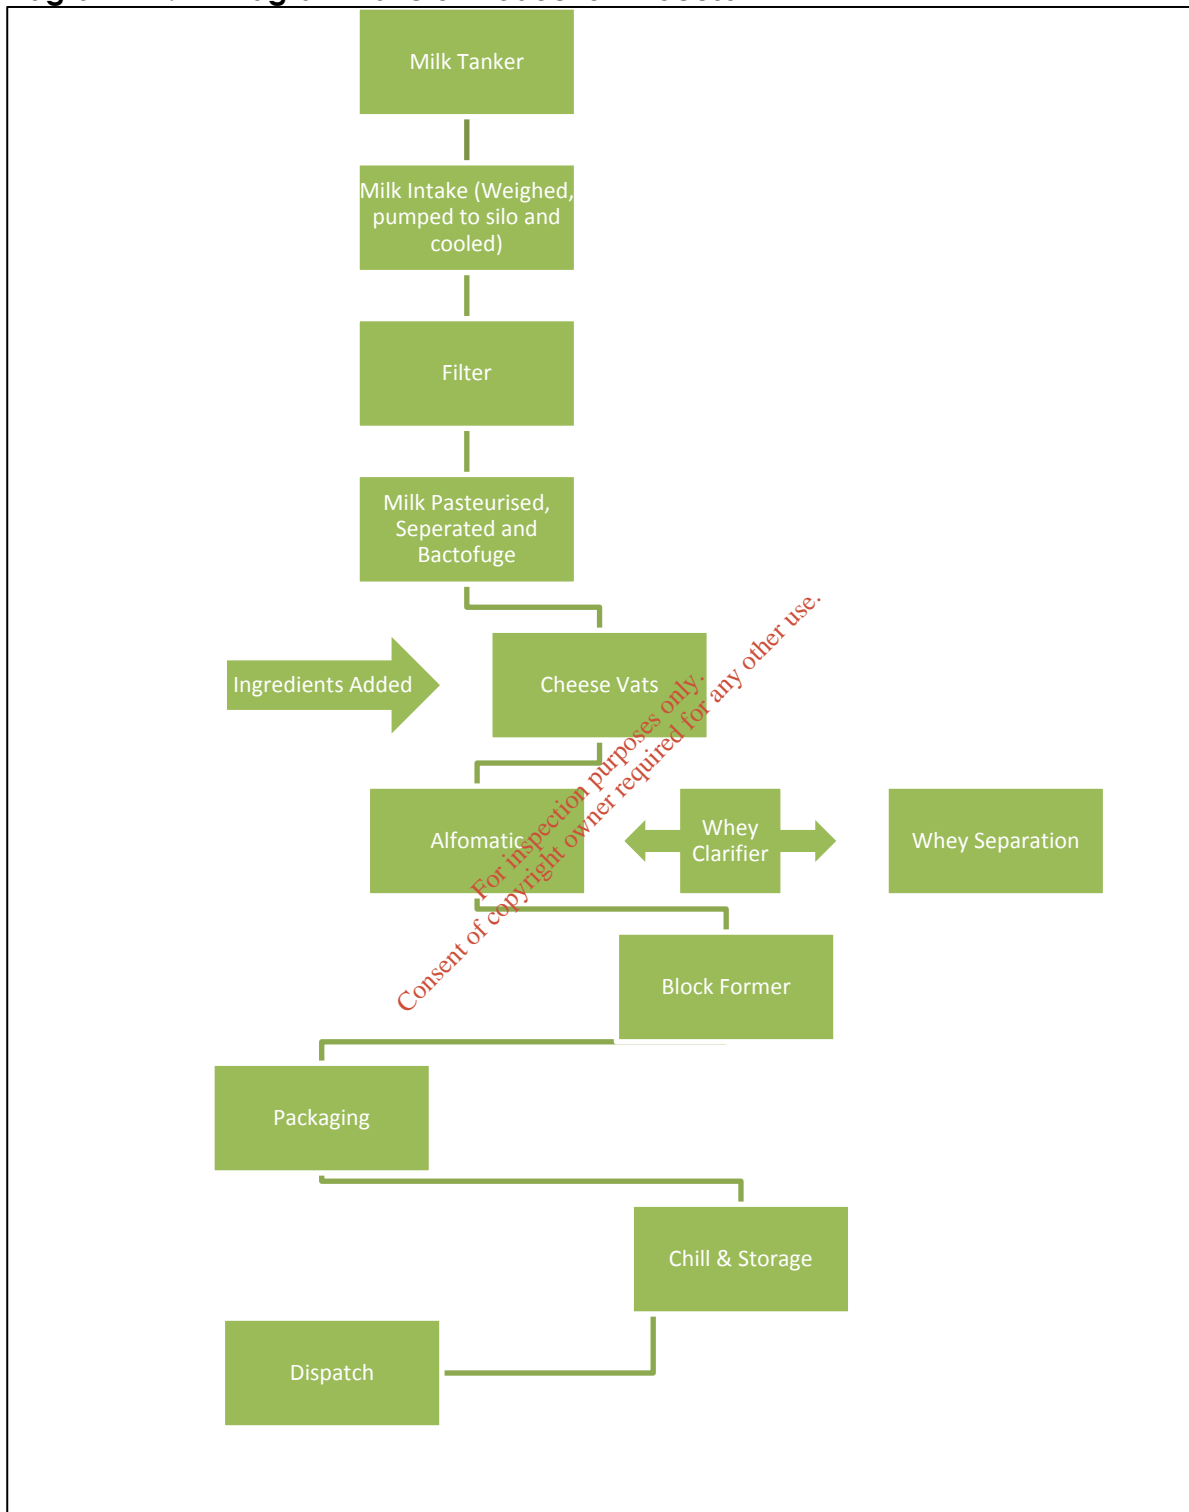 Milk Tanker
Milk Intake (Weighed,
pumped to silo and
cooled)
Filter
Milk Pasteurised,
Seperated and
Bactofuge
Ingredients Added
Cheese Vats
Alfomatic
Whey
Clarifier
Whey Separation
Block Former
Packaging
Chill & Storage
Dispatch
For inspection purposes only.
Consent of copyright owner required for any other use.